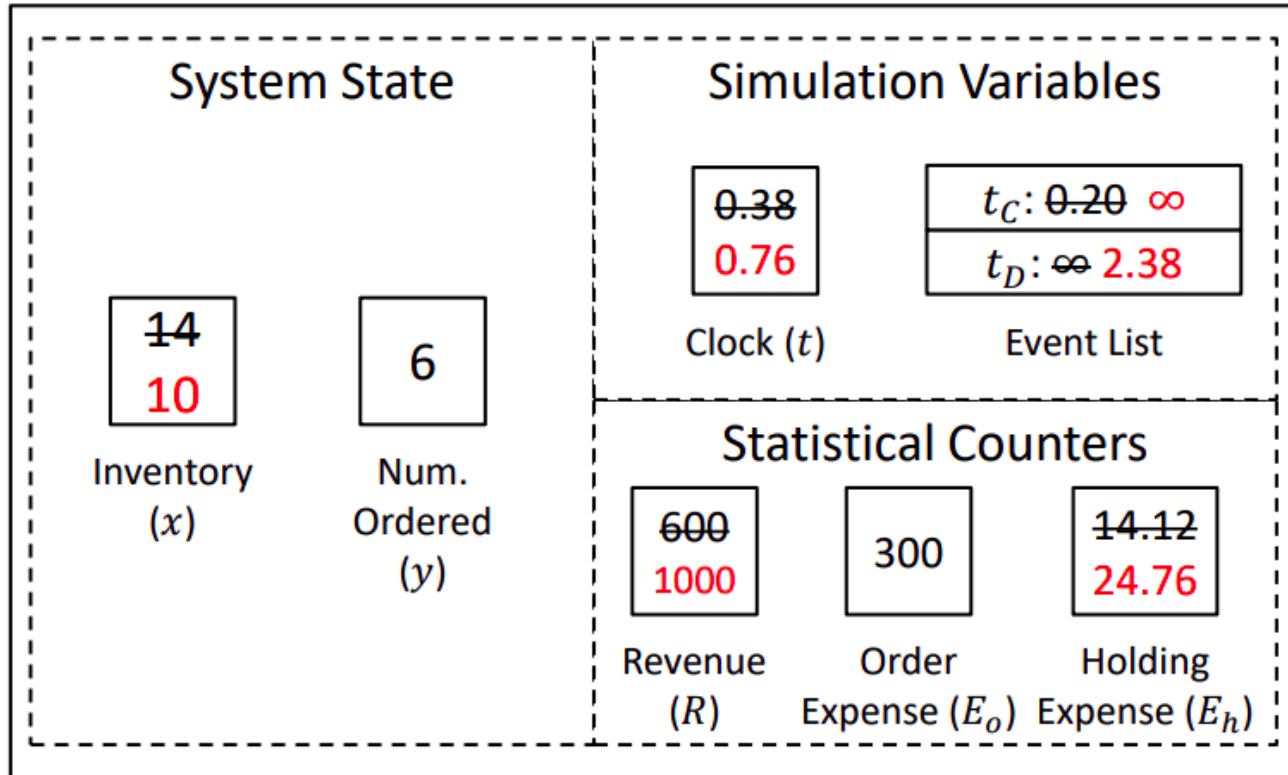 System State
14
10
6
Inventory
(x)
Num.
Ordered
(y)
Simulation Variables
0.38
0.76
t_C: 0.20 ∞
t_D: ∞ 2.38
Clock (t)
Event List
Statistical Counters
600
1000
300
14.12
24.76
Revenue
(R)
Order
Expense (E_o)
Holding
Expense (E_h)